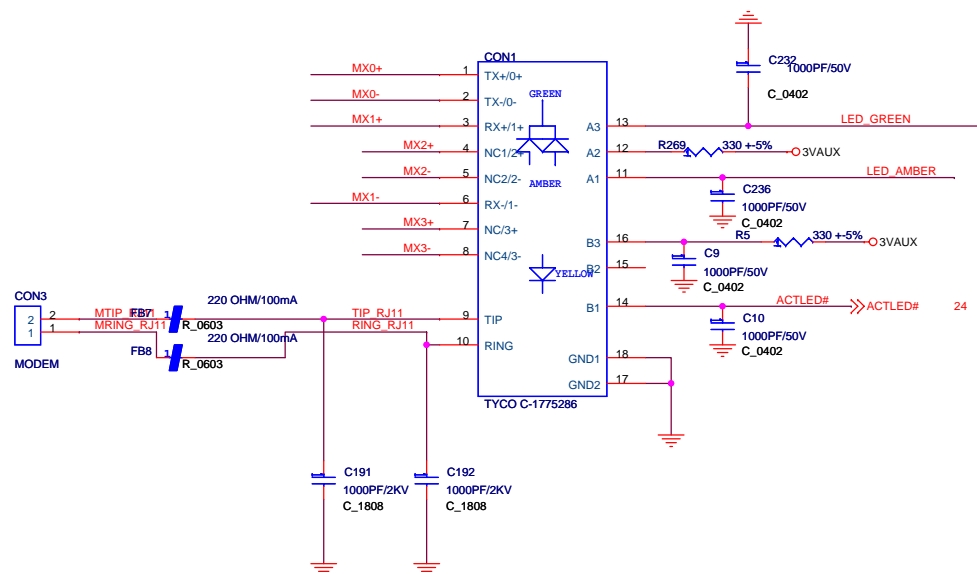 CON1
C232
1000PF/50V
C_0402
MX0+
1
TX+/0+
MX0-
2
TX-/0-
GREEN
MX1+
3
RX+/1+
A3
13
LED_GREEN
MX2+
4
NC1/2+
A2
12
R269
330 +-5%
3VAUX
MX2-
5
NC2/2-
AMBER
A1
11
LED_AMBER
MX1-
6
RX-/1-
C236
1000PF/50V
C_0402
MX3+
7
NC/3+
B3
16
R5
330 +-5%
3VAUX
MX3-
8
NC4/3-
C9
1000PF/50V
C_0402
YELLOW
B2
15
CON3
2
2
1
1
MODEM
MTIP_RJ11
MRING_RJ11
FB7
1
220 OHM/100mA
R_0603
FB8
1
220 OHM/100mA
R_0603
TIP_RJ11
9
TIP
RING_RJ11
10
RING
B1
14
ACTLED#
ACTLED#
24
C10
1000PF/50V
C_0402
GND1
18
GND2
17
TYCO C-1775286
C191
1000PF/2KV
C_1808
C192
1000PF/2KV
C_1808